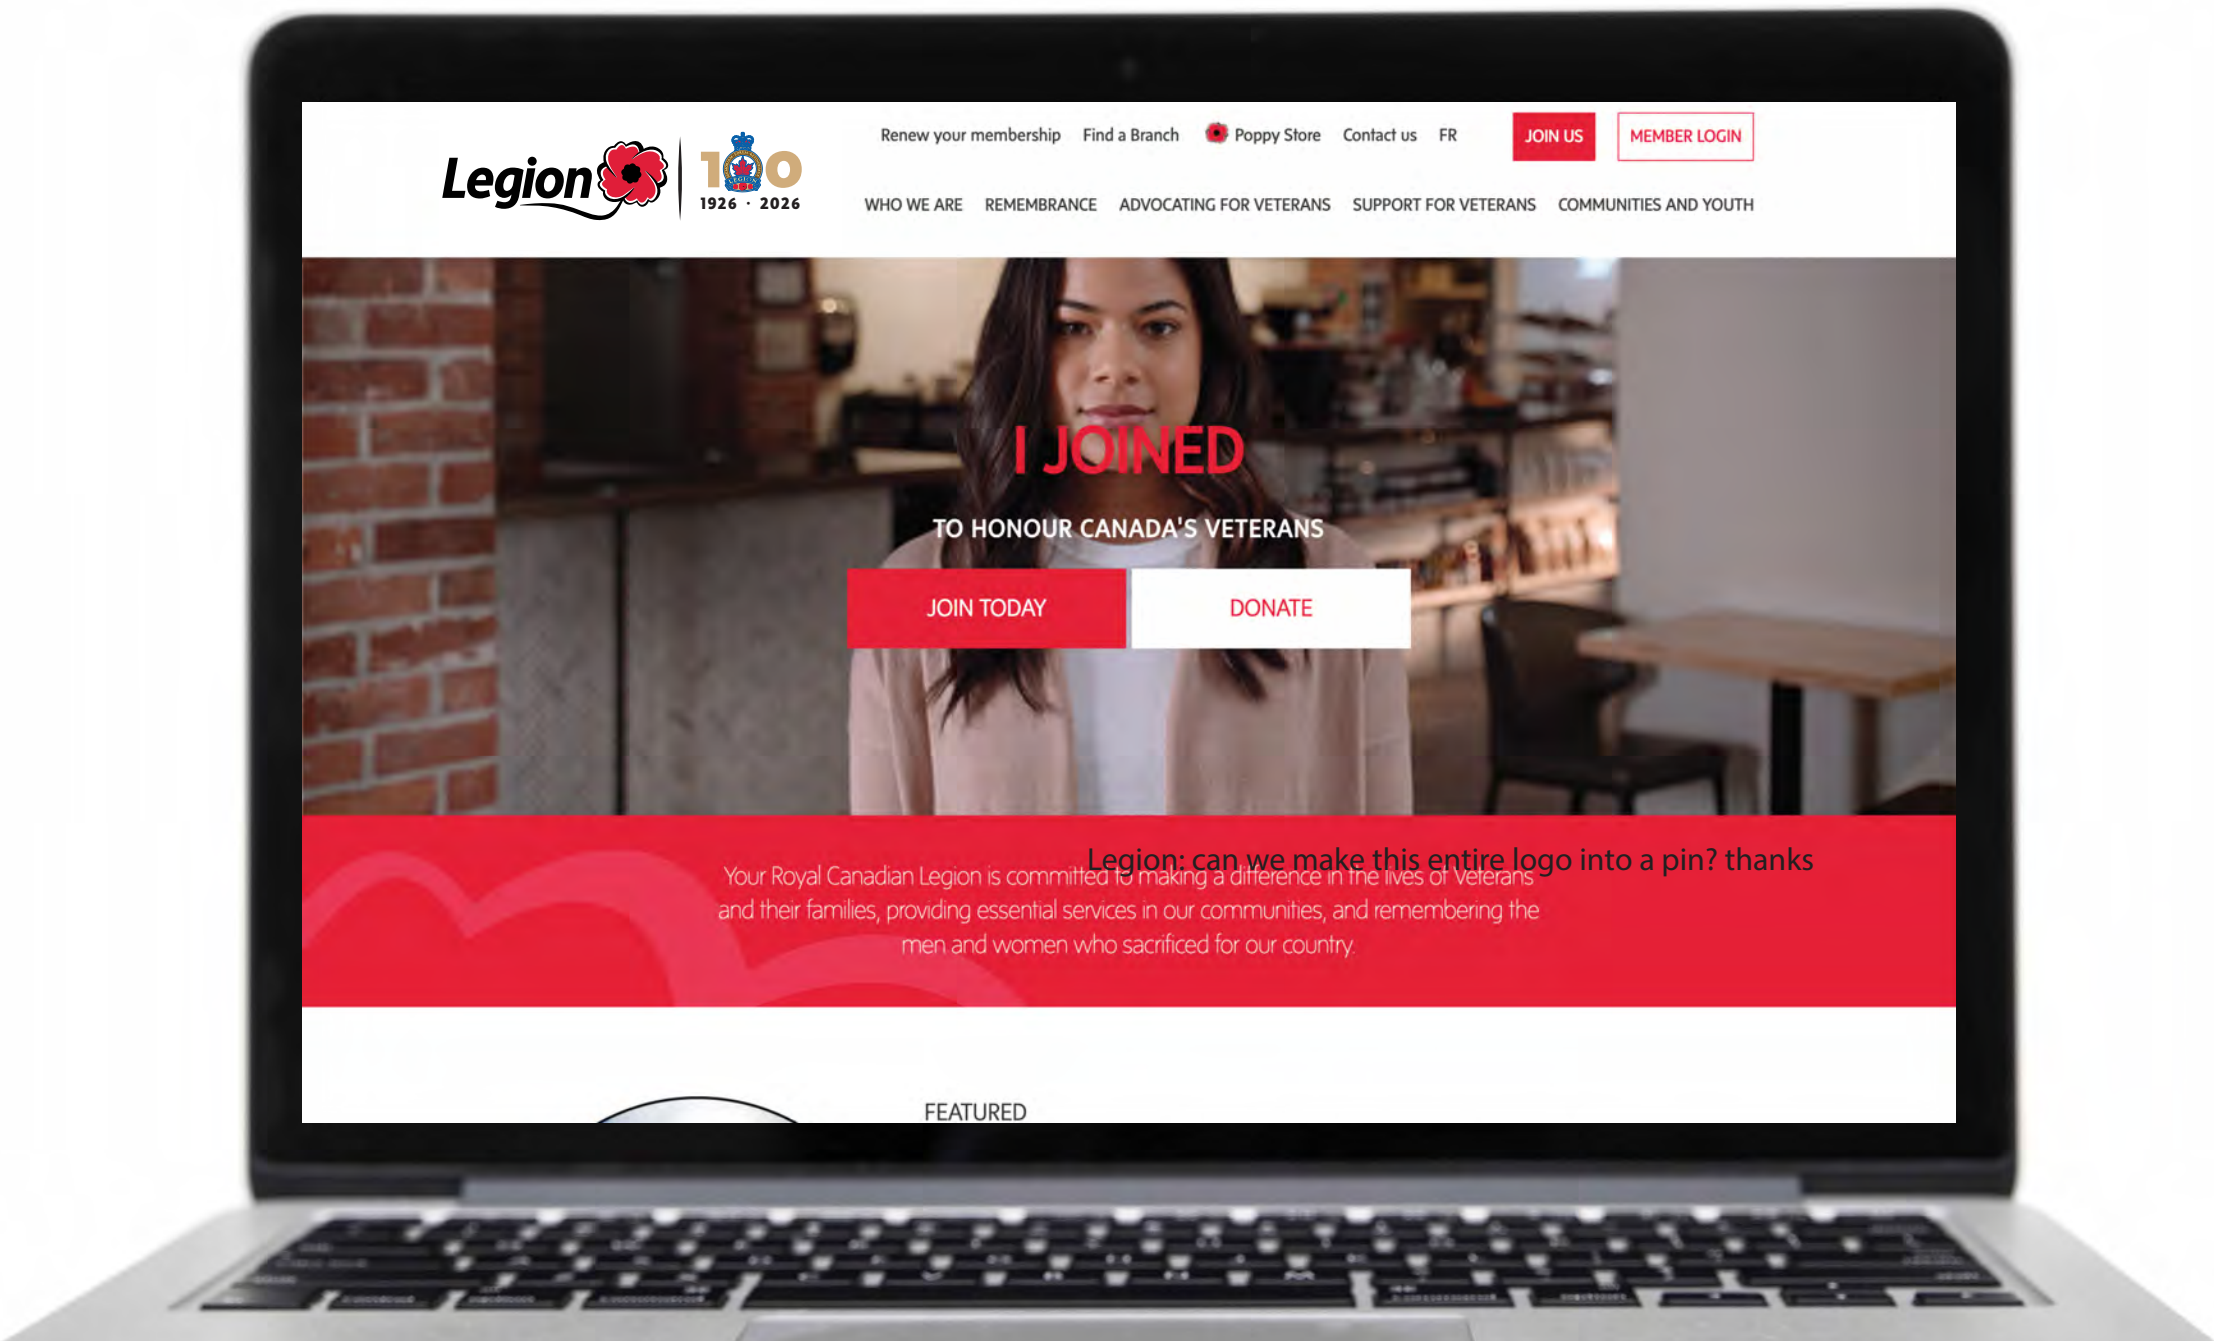 Renew your membership Find a Branch Poppy Store Contact us FR JOIN US MEMBER LOGIN
Legion 100
1926 · 2026
WHO WE ARE REMEMBRANCE ADVOCATING FOR VETERANS SUPPORT FOR VETERANS COMMUNITIES AND YOUTH
I JOINED
TO HONOUR CANADA'S VETERANS
JOIN TODAY DONATE
Legion: can we make this entire logo into a pin? thanks
Your Royal Canadian Legion is committed to making a difference in the lives of Veterans
and their families, providing essential services in our communities, and remembering the
men and women who sacrificed for our country.
FEATURED